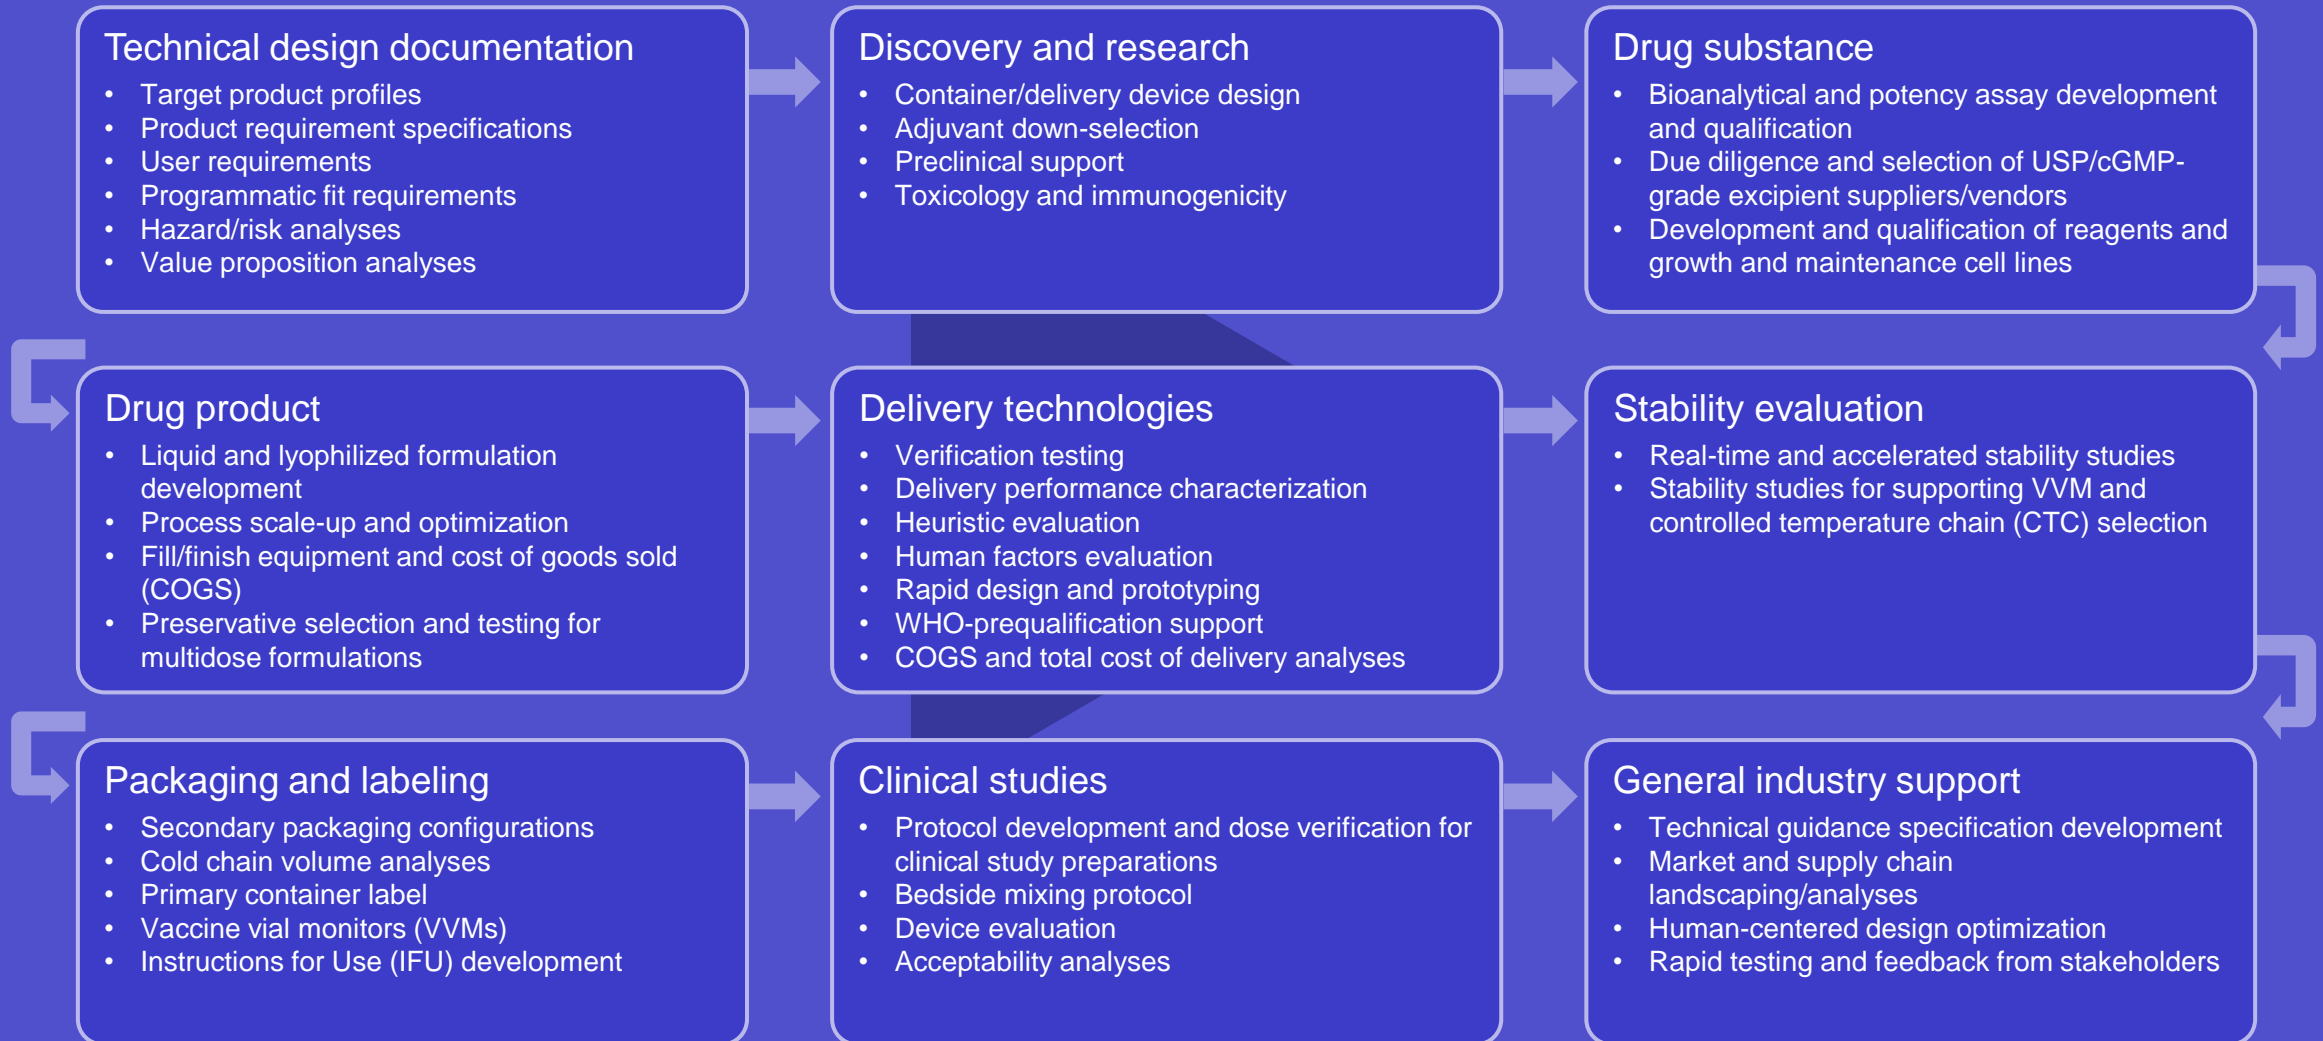 Technical design documentation
• Target product profiles
• Product requirement specifications
• User requirements
• Programmatic fit requirements
• Hazard/risk analyses
• Value proposition analyses
Discovery and research
• Container/delivery device design
• Adjuvant down-selection
• Preclinical support
• Toxicology and immunogenicity
Drug substance
• Bioanalytical and potency assay development
and qualification
• Due diligence and selection of USP/cGMP-
grade excipient suppliers/vendors
• Development and qualification of reagents and
growth and maintenance cell lines
Drug product
• Liquid and lyophilized formulation
development
• Process scale-up and optimization
• Fill/finish equipment and cost of goods sold
(COGS)
• Preservative selection and testing for
multidose formulations
Delivery technologies
• Verification testing
• Delivery performance characterization
• Heuristic evaluation
• Human factors evaluation
• Rapid design and prototyping
• WHO-prequalification support
• COGS and total cost of delivery analyses
Stability evaluation
• Real-time and accelerated stability studies
• Stability studies for supporting VVM and
controlled temperature chain (CTC) selection
Packaging and labeling
• Secondary packaging configurations
• Cold chain volume analyses
• Primary container label
• Vaccine vial monitors (VVMs)
• Instructions for Use (IFU) development
Clinical studies
• Protocol development and dose verification for
clinical study preparations
• Bedside mixing protocol
• Device evaluation
• Acceptability analyses
General industry support
• Technical guidance specification development
• Market and supply chain
landscaping/analyses
• Human-centered design optimization
• Rapid testing and feedback from stakeholders